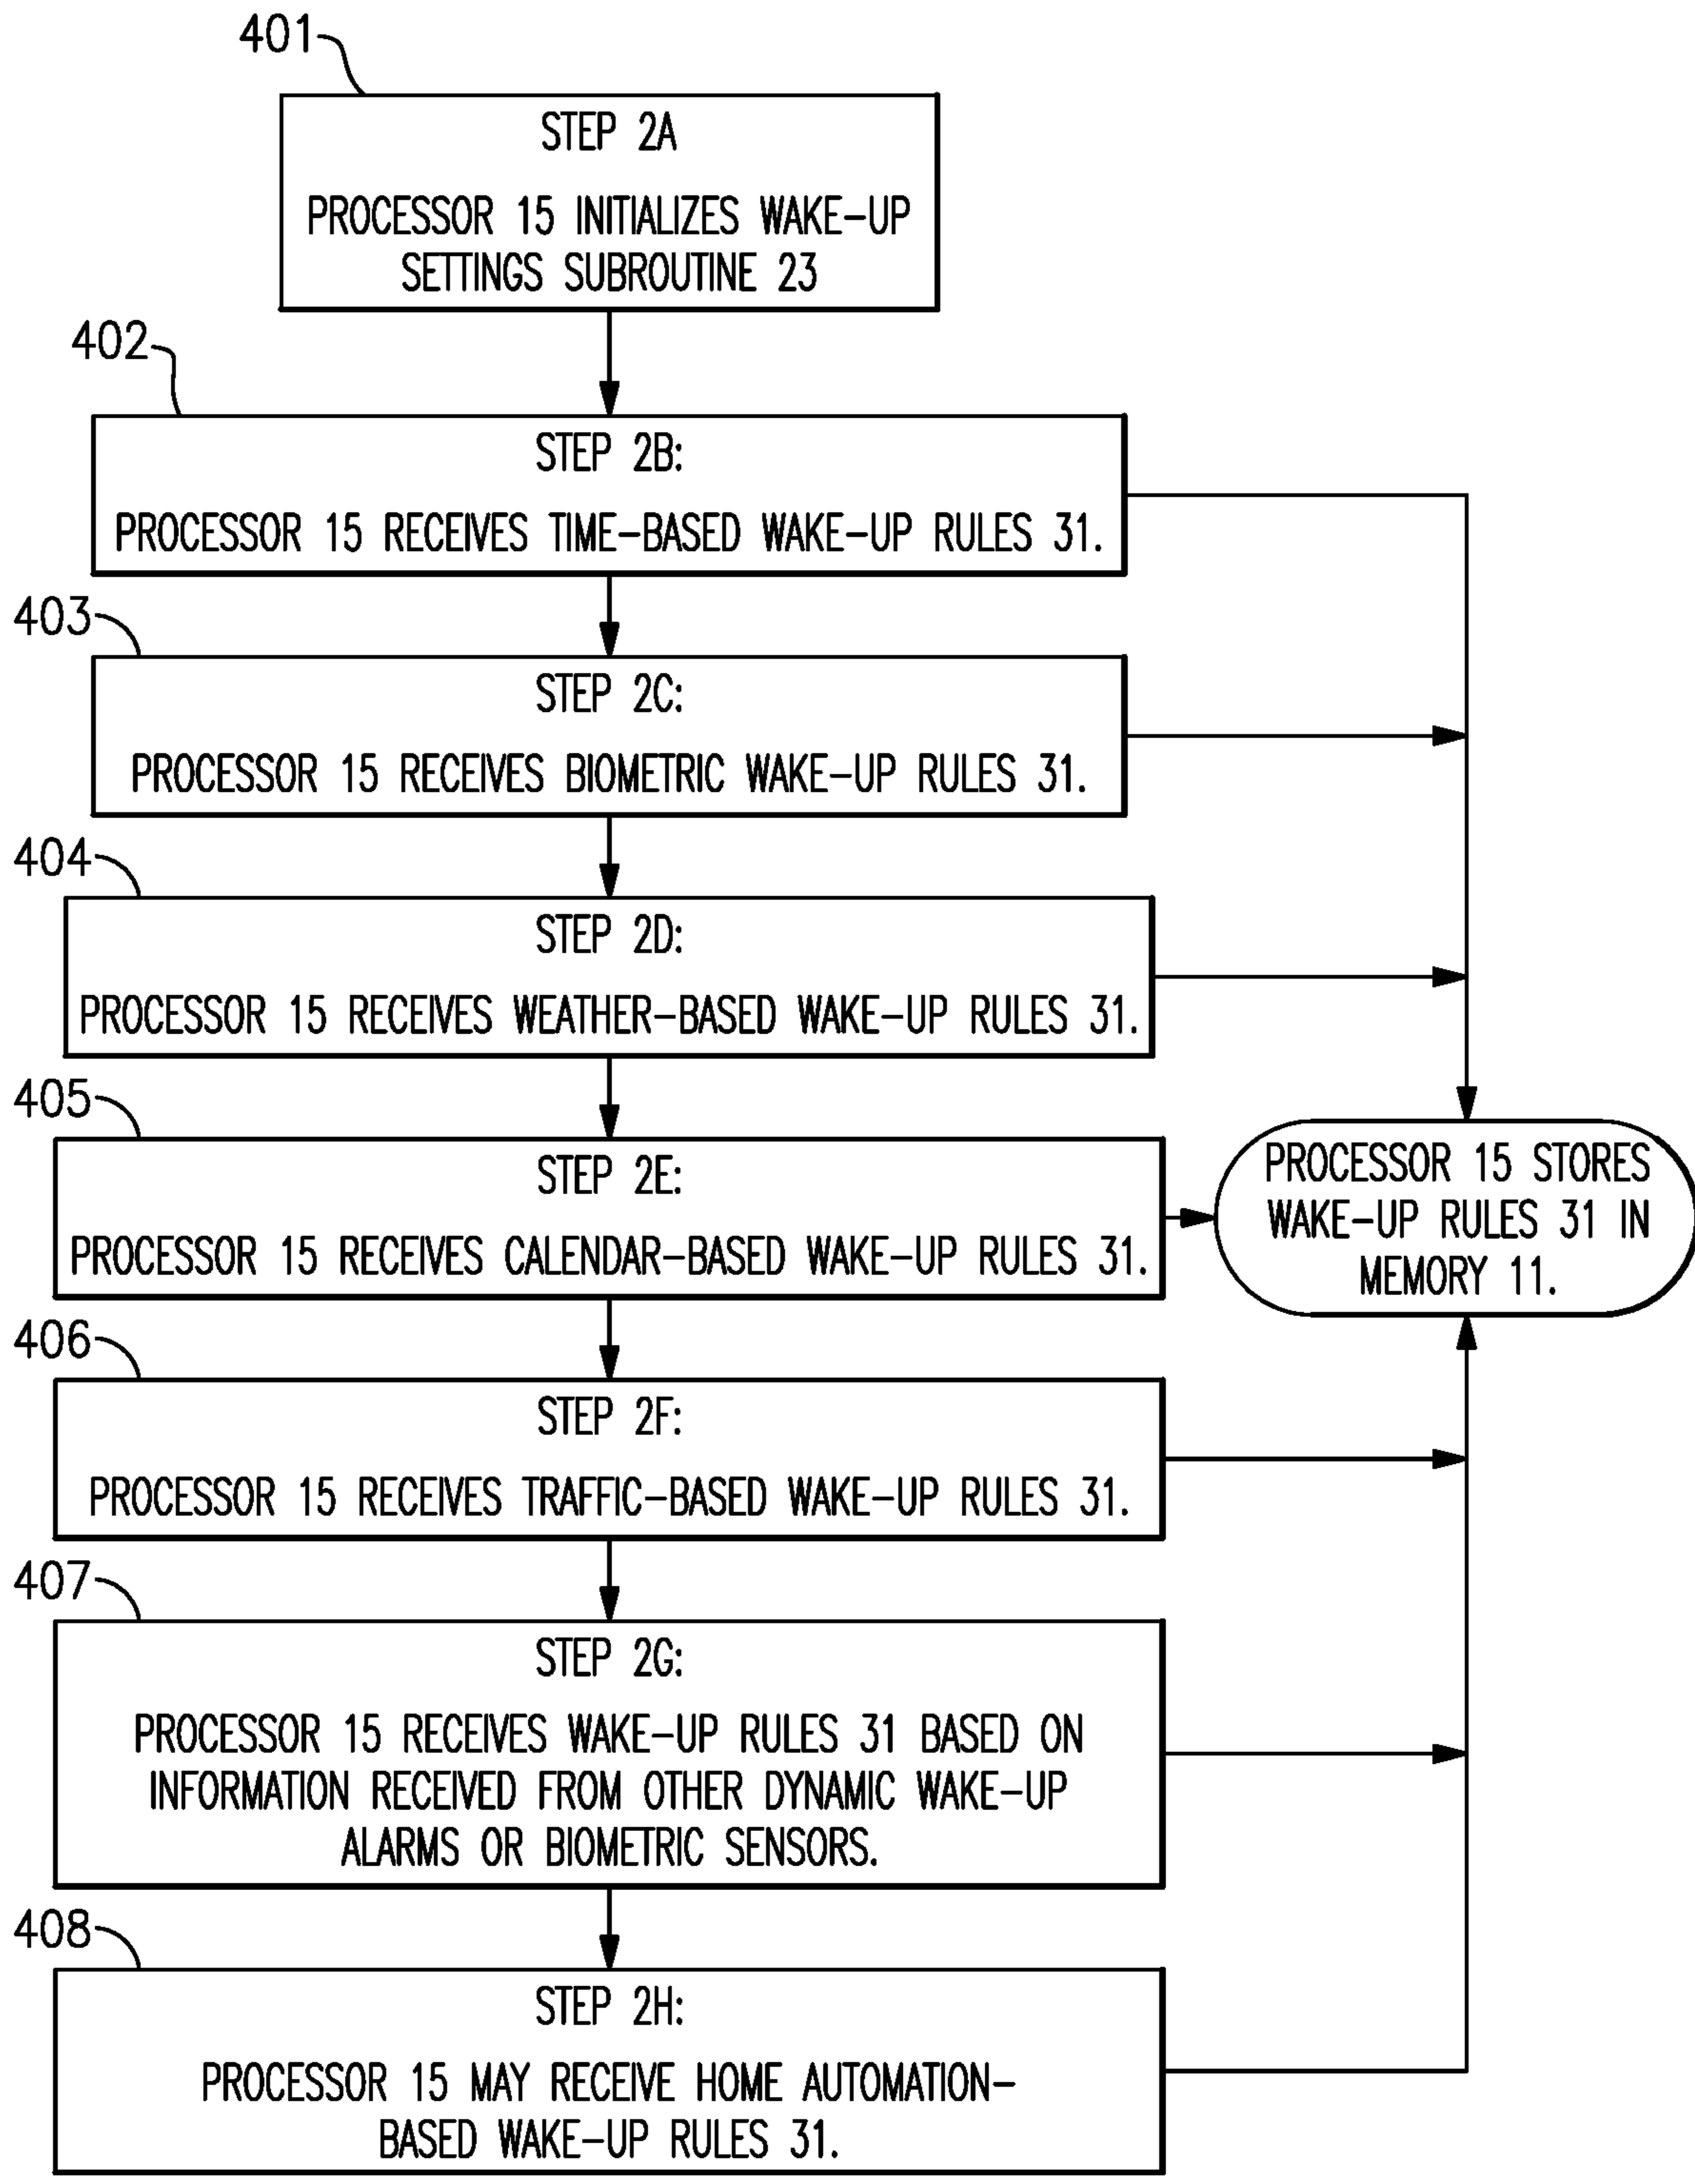 401
STEP 2A
PROCESSOR 15 INITIALIZES WAKE-UP
SETTINGS SUBROUTINE 23
402
STEP 2B:
PROCESSOR 15 RECEIVES TIME-BASED WAKE-UP RULES 31.
403
STEP 2C:
PROCESSOR 15 RECEIVES BIOMETRIC WAKE-UP RULES 31.
404
STEP 2D:
PROCESSOR 15 RECEIVES WEATHER-BASED WAKE-UP RULES 31.
405
STEP 2E:
PROCESSOR 15 RECEIVES CALENDAR-BASED WAKE-UP RULES 31.
PROCESSOR 15 STORES
WAKE-UP RULES 31 IN
MEMORY 11.
406
STEP 2F:
PROCESSOR 15 RECEIVES TRAFFIC-BASED WAKE-UP RULES 31.
407
STEP 2G:
PROCESSOR 15 RECEIVES WAKE-UP RULES 31 BASED ON
INFORMATION RECEIVED FROM OTHER DYNAMIC WAKE-UP
ALARMS OR BIOMETRIC SENSORS.
408
STEP 2H:
PROCESSOR 15 MAY RECEIVE HOME AUTOMATION-
BASED WAKE-UP RULES 31.